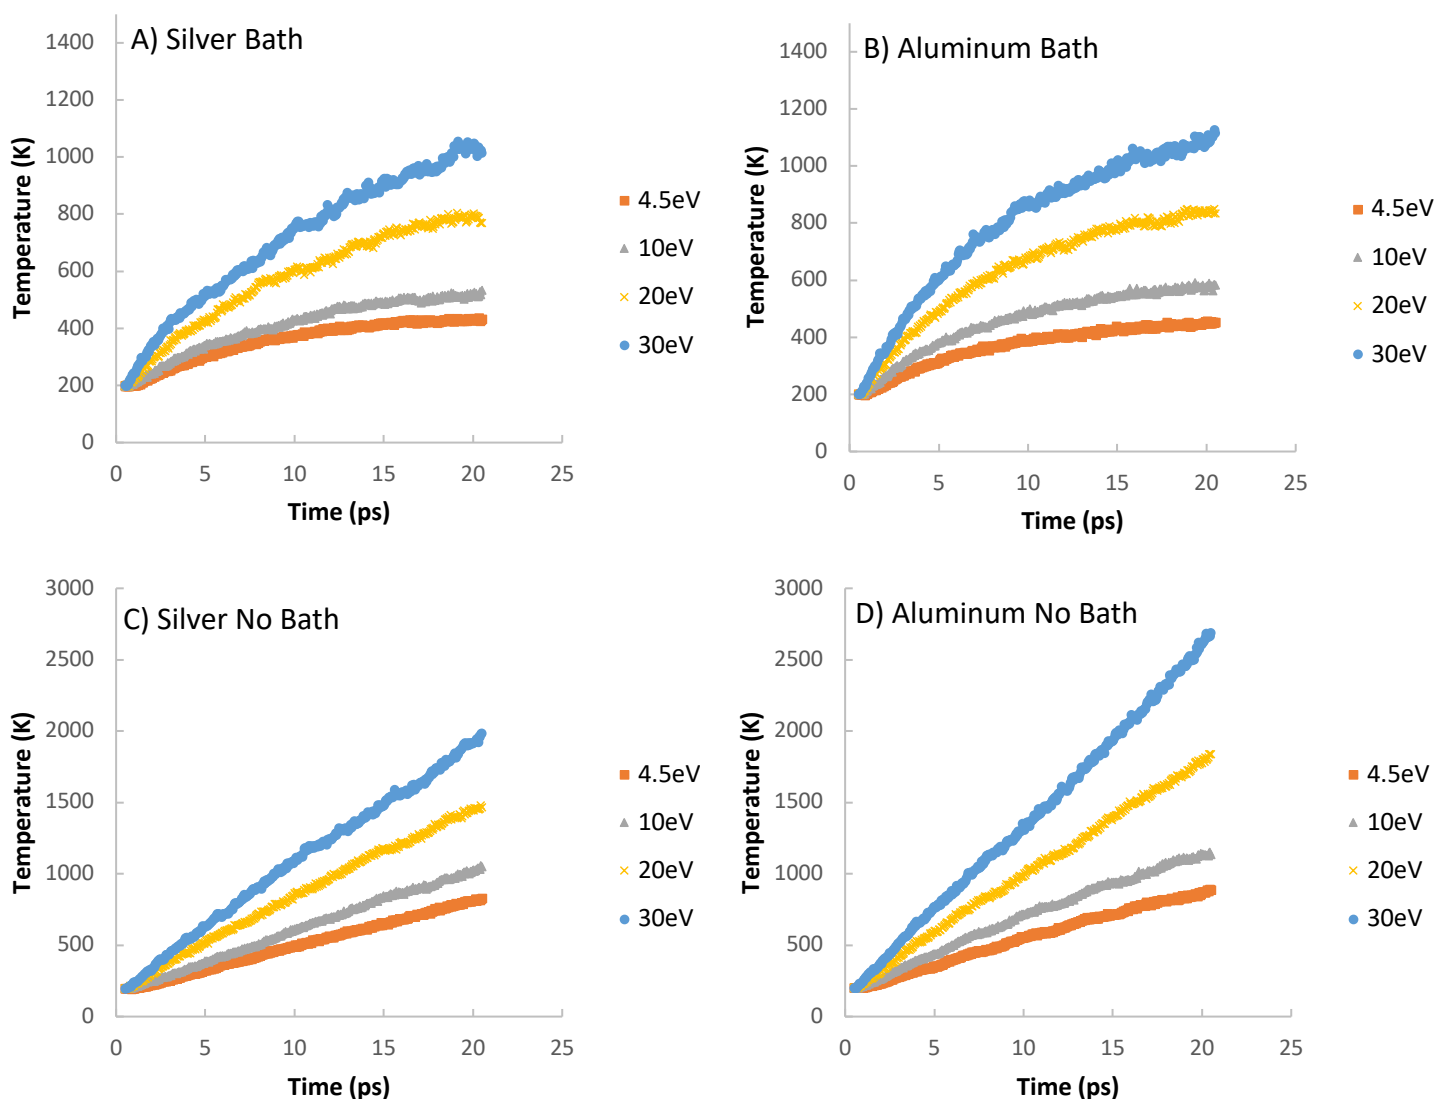 A) Silver Bath
1400
1200
1000
800
600
400
200
0
0 5 10 15 20 25
Temperature (K)
Time (ps)
4.5eV
10eV
20eV
30eV
B) Aluminum Bath
1400
1200
1000
800
600
400
200
0
0 5 10 15 20 25
Temperature (K)
Time (ps)
4.5eV
10eV
20eV
30eV
C) Silver No Bath
3000
2500
2000
1500
1000
500
0
0 5 10 15 20 25
Temperature (K)
Time (ps)
4.5eV
10eV
20eV
30eV
D) Aluminum No Bath
3000
2500
2000
1500
1000
500
0
0 5 10 15 20 25
Temperature (K)
Time (ps)
4.5eV
10eV
20eV
30eV